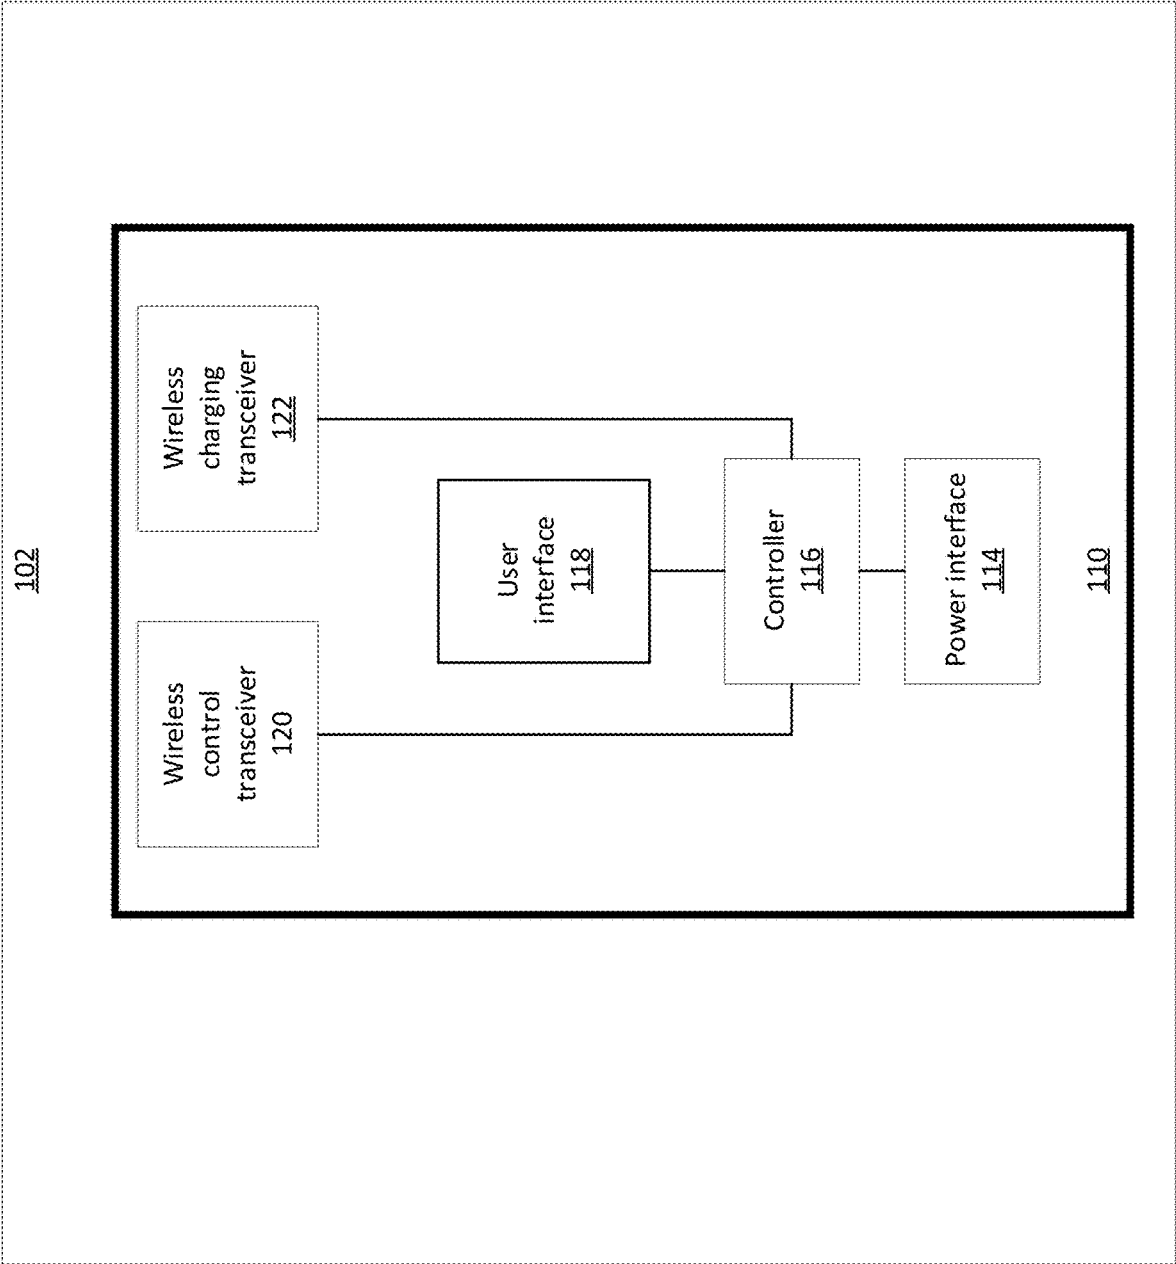 102
Wireless
control
transceiver
120
Wireless
charging
transceiver
122
User
interface
118
Controller
116
Power interface
114
110